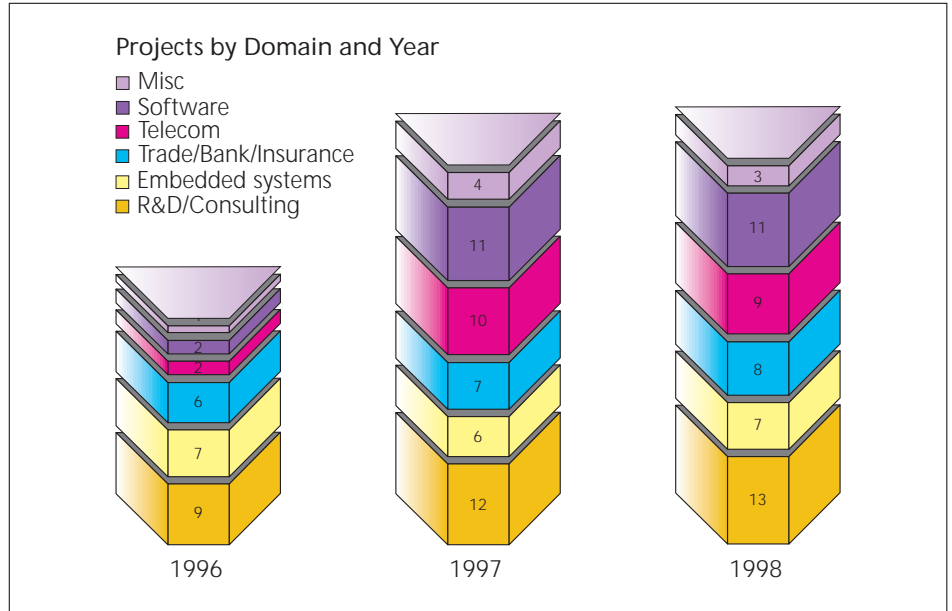 Projects by Domain and Year
Misc
Software
Telecom
Trade/Bank/Insurance
Embedded systems
R&D/Consulting
2
2
6
7
9
1996
4
11
10
7
6
12
1997
3
11
9
8
7
13
1998